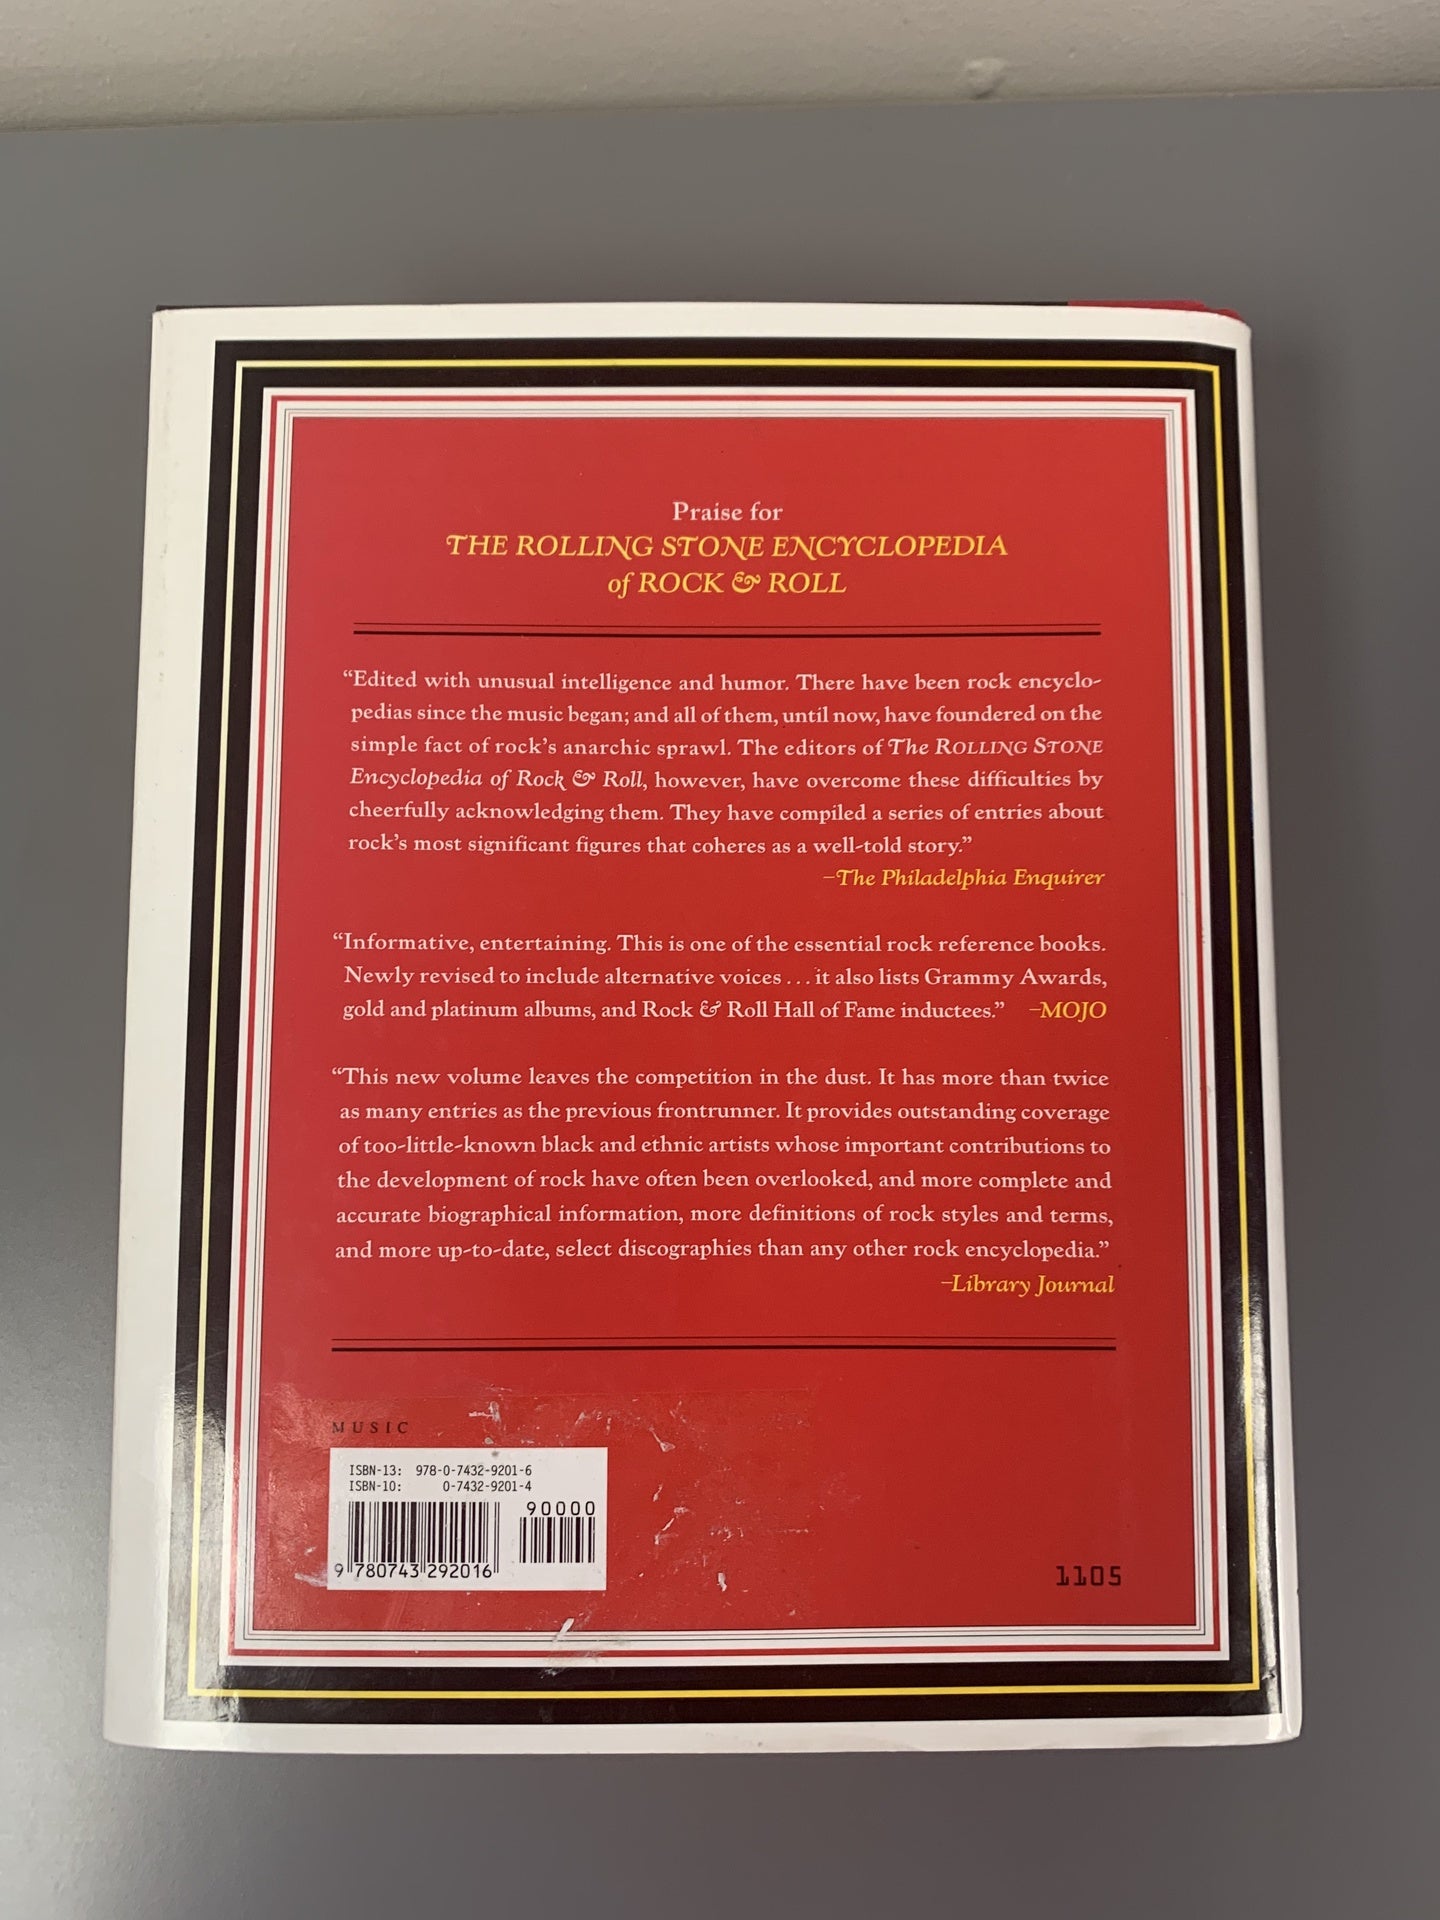 Praise for
THE ROLLING STONE ENCYCLOPEDIA
of ROCK & ROLL
“Edited with unusual intelligence and humor. There have been rock encyclo-
pedias since the music began; and all of them, until now, have foundered on the
simple fact of rock’s anarchic sprawl. The editors of The ROLLING STONE
Encyclopedia of Rock & Roll, however, have overcome these difficulties by
cheerfully acknowledging them. They have compiled a series of entries about
rock’s most significant figures that coheres as a well-told story.”
–The Philadelphia Enquirer
“Informative, entertaining. This is one of the essential rock reference books.
Newly revised to include alternative voices . . . it also lists Grammy Awards,
gold and platinum albums, and Rock & Roll Hall of Fame inductees.” –MOJO
“This new volume leaves the competition in the dust. It has more than twice
as many entries as the previous frontrunner. It provides outstanding coverage
of too-little-known black and ethnic artists whose important contributions to
the development of rock have often been overlooked, and more complete and
accurate biographical information, more definitions of rock styles and terms,
and more up-to-date, select discographies than any other rock encyclopedia.”
–Library Journal
MUSIC
ISBN-13: 978-0-7432-9201-6
ISBN-10: 0-7432-9201-4
90000
9 780743 292016
1105